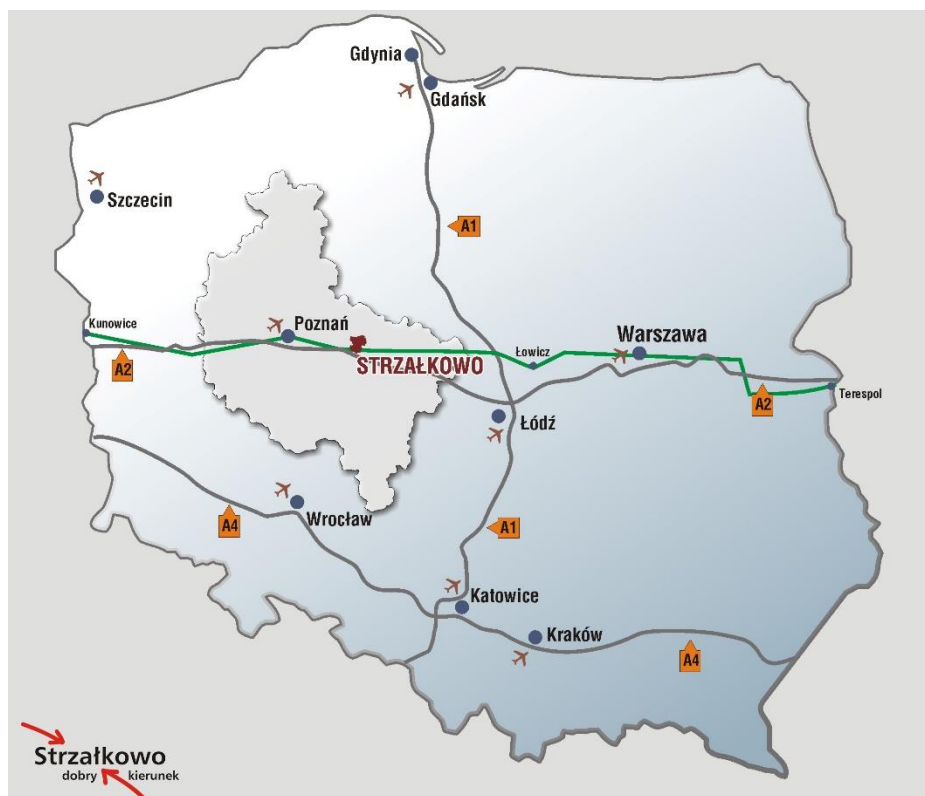 Gdynia
Gdańsk
Szczecin
A1
Kunowice
Poznań
Łowicz
Warszawa
STRZAŁKOWO
A2
A2
Terespol
Łódź
Wrocław
A4
A1
Katowice
Kraków
A4
Strzałkowo
dobry kierunek